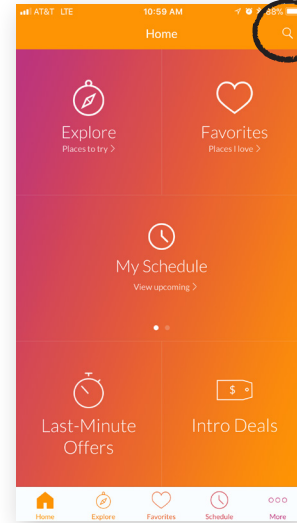 AT&T LTE 10:59 AM 38%
Home
Explore
Places to try >
Favorites
Places I love >
My Schedule
View upcoming >
$
Last-Minute
Offers
Intro Deals
Home Explore Favorites Schedule More